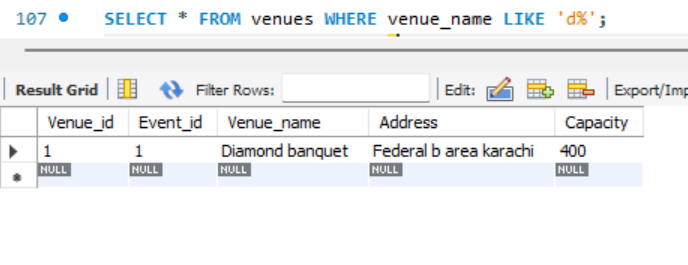 107 SELECT * FROM venues WHERE venue_name LIKE 'd%';
Result Grid Filter Rows: Edit: Export/Imp
Venue_id Event_id Venue_name Address Capacity
1 1 Diamond banquet Federal b area karachi 400
NULL NULL NULL NULL NULL